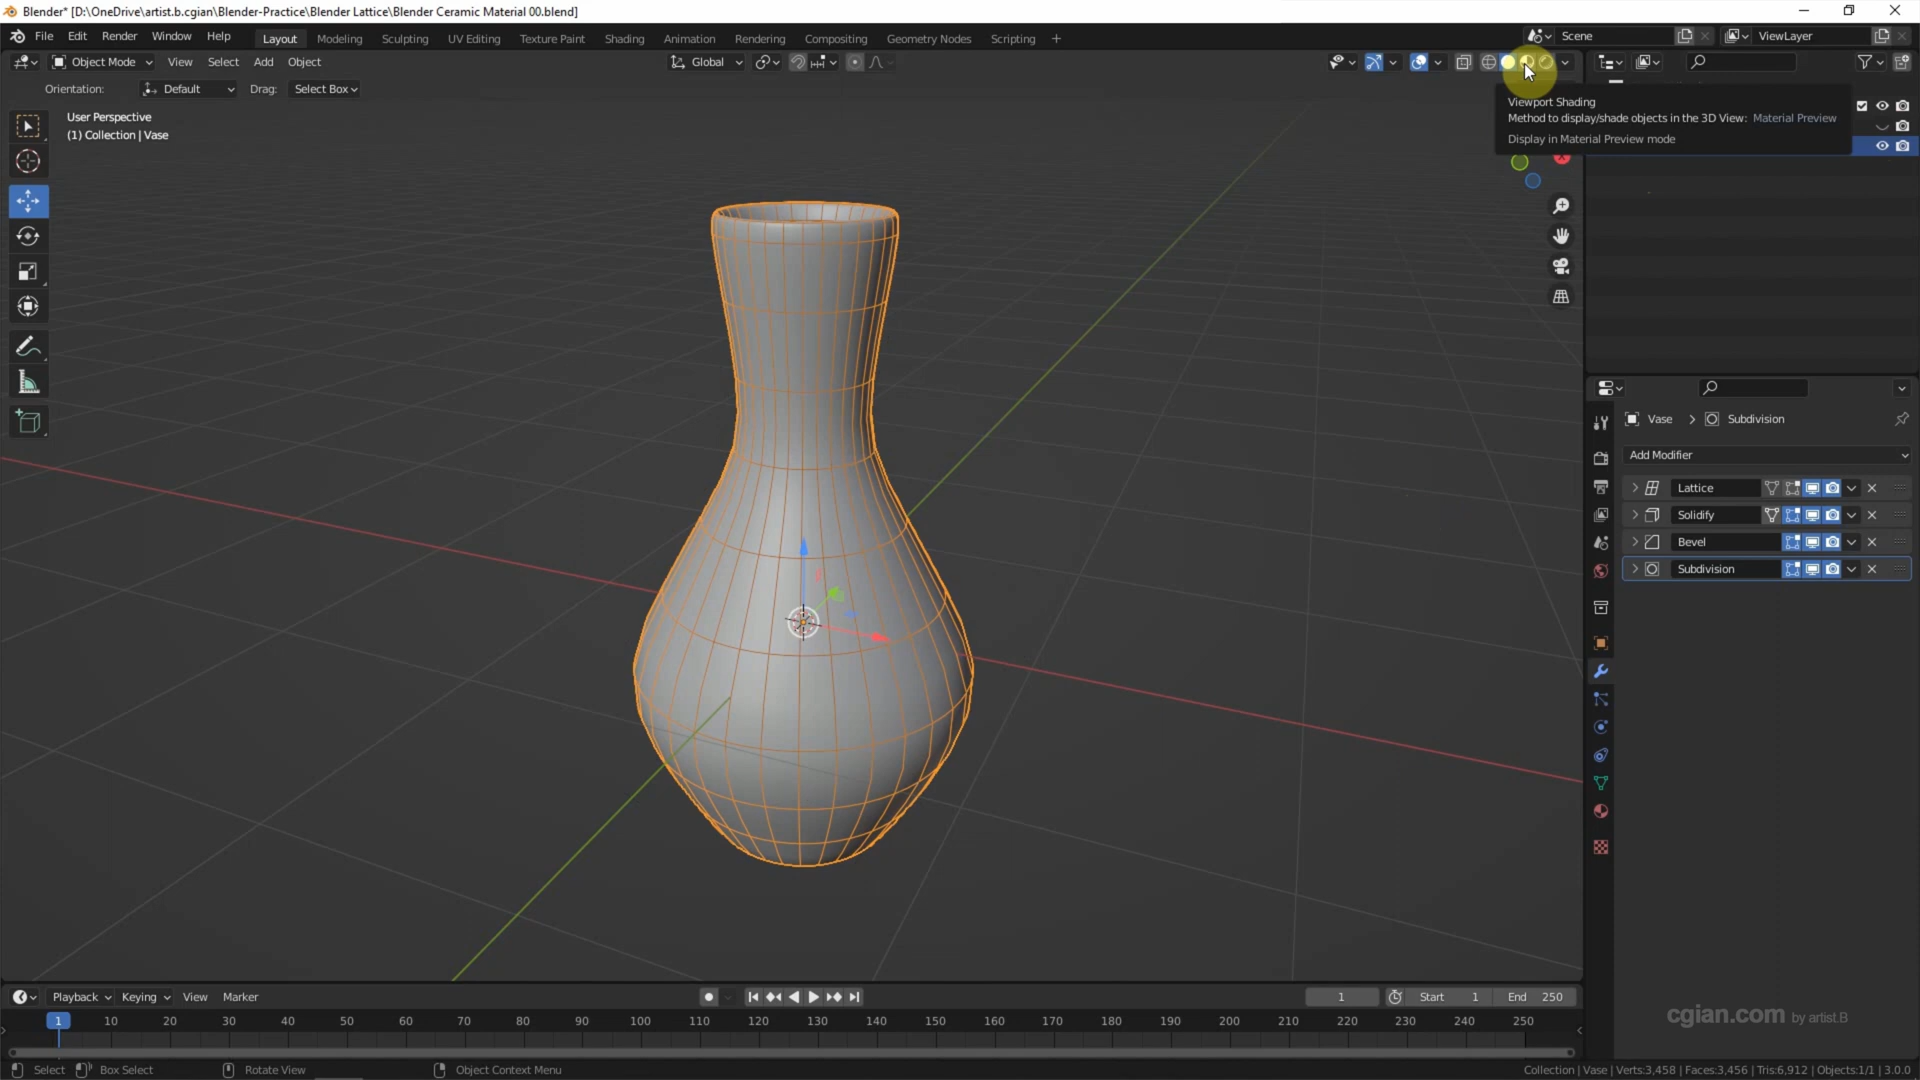 Blender* [D:\OneDrive\artist.b.cgian\Blender-Practice\Blender Lattice\Blender Ceramic Material 00.blend]
File Edit Render Window Help Layout Modeling Sculpting UV Editing Texture Paint Shading Animation Rendering Compositing Geometry Nodes Scripting + Scene ViewLayer
Object Mode View Select Add Object Global
Orientation: Default Drag: Select Box
User Perspective
(1) Collection | Vase
Viewport Shading
Method to display/shade objects in the 3D View: Material Preview
Display in Material Preview mode
Vase > Subdivision
Add Modifier
Lattice
Solidify
Bevel
Subdivision
Playback Keying View Marker 1 Start 1 End 250
1 10 20 30 40 50 60 70 80 90 100 110 120 130 140 150 160 170 180 190 200 210 220 230 240 250
cgian.com by artist.B
Select Box Select Rotate View Object Context Menu Collection | Vase | Verts:3,458 | Faces:3,456 | Tris:6,912 | Objects:1/1 | 3.0.0